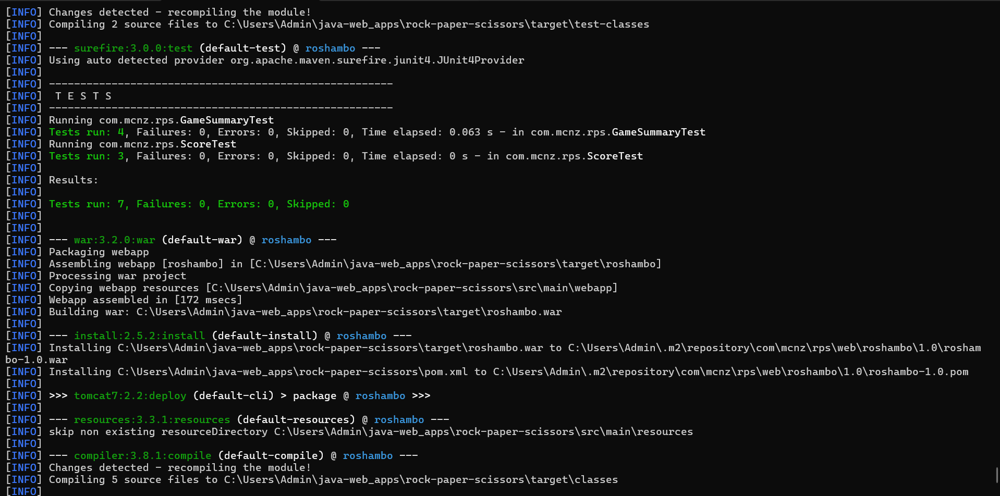 [INFO] Changes detected - recompiling the module!
[INFO] Compiling 2 source files to C:\Users\Admin\java-web_apps\rock-paper-scissors\target\test-classes
[INFO]
[INFO] --- surefire:3.0.0:test (default-test) @ roshambo ---
[INFO] Using auto detected provider org.apache.maven.surefire.junit4.JUnit4Provider
[INFO]
[INFO] -------------------------------------------------------
[INFO]  T E S T S
[INFO] -------------------------------------------------------
[INFO] Running com.mcnz.rps.GameSummaryTest
[INFO] Tests run: 4, Failures: 0, Errors: 0, Skipped: 0, Time elapsed: 0.063 s - in com.mcnz.rps.GameSummaryTest
[INFO] Running com.mcnz.rps.ScoreTest
[INFO] Tests run: 3, Failures: 0, Errors: 0, Skipped: 0, Time elapsed: 0 s - in com.mcnz.rps.ScoreTest
[INFO]
[INFO] Results:
[INFO]
[INFO] Tests run: 7, Failures: 0, Errors: 0, Skipped: 0
[INFO]
[INFO]
[INFO] --- war:3.2.0:war (default-war) @ roshambo ---
[INFO] Packaging webapp
[INFO] Assembling webapp [roshambo] in [C:\Users\Admin\java-web_apps\rock-paper-scissors\target\roshambo]
[INFO] Processing war project
[INFO] Copying webapp resources [C:\Users\Admin\java-web_apps\rock-paper-scissors\src\main\webapp]
[INFO] Webapp assembled in [172 msecs]
[INFO] Building war: C:\Users\Admin\java-web_apps\rock-paper-scissors\target\roshambo.war
[INFO]
[INFO] --- install:2.5.2:install (default-install) @ roshambo ---
[INFO] Installing C:\Users\Admin\java-web_apps\rock-paper-scissors\target\roshambo.war to C:\Users\Admin\.m2\repository\com\mcnz\rps\web\roshambo\1.0\rosham
bo-1.0.war
[INFO] Installing C:\Users\Admin\java-web_apps\rock-paper-scissors\pom.xml to C:\Users\Admin\.m2\repository\com\mcnz\rps\web\roshambo\1.0\roshambo-1.0.pom
[INFO]
[INFO] >>> tomcat7:2.2:deploy (default-cli) > package @ roshambo >>>
[INFO]
[INFO] --- resources:3.3.1:resources (default-resources) @ roshambo ---
[INFO] skip non existing resourceDirectory C:\Users\Admin\java-web_apps\rock-paper-scissors\src\main\resources
[INFO]
[INFO] --- compiler:3.8.1:compile (default-compile) @ roshambo ---
[INFO] Changes detected - recompiling the module!
[INFO] Compiling 5 source files to C:\Users\Admin\java-web_apps\rock-paper-scissors\target\classes
[INFO]